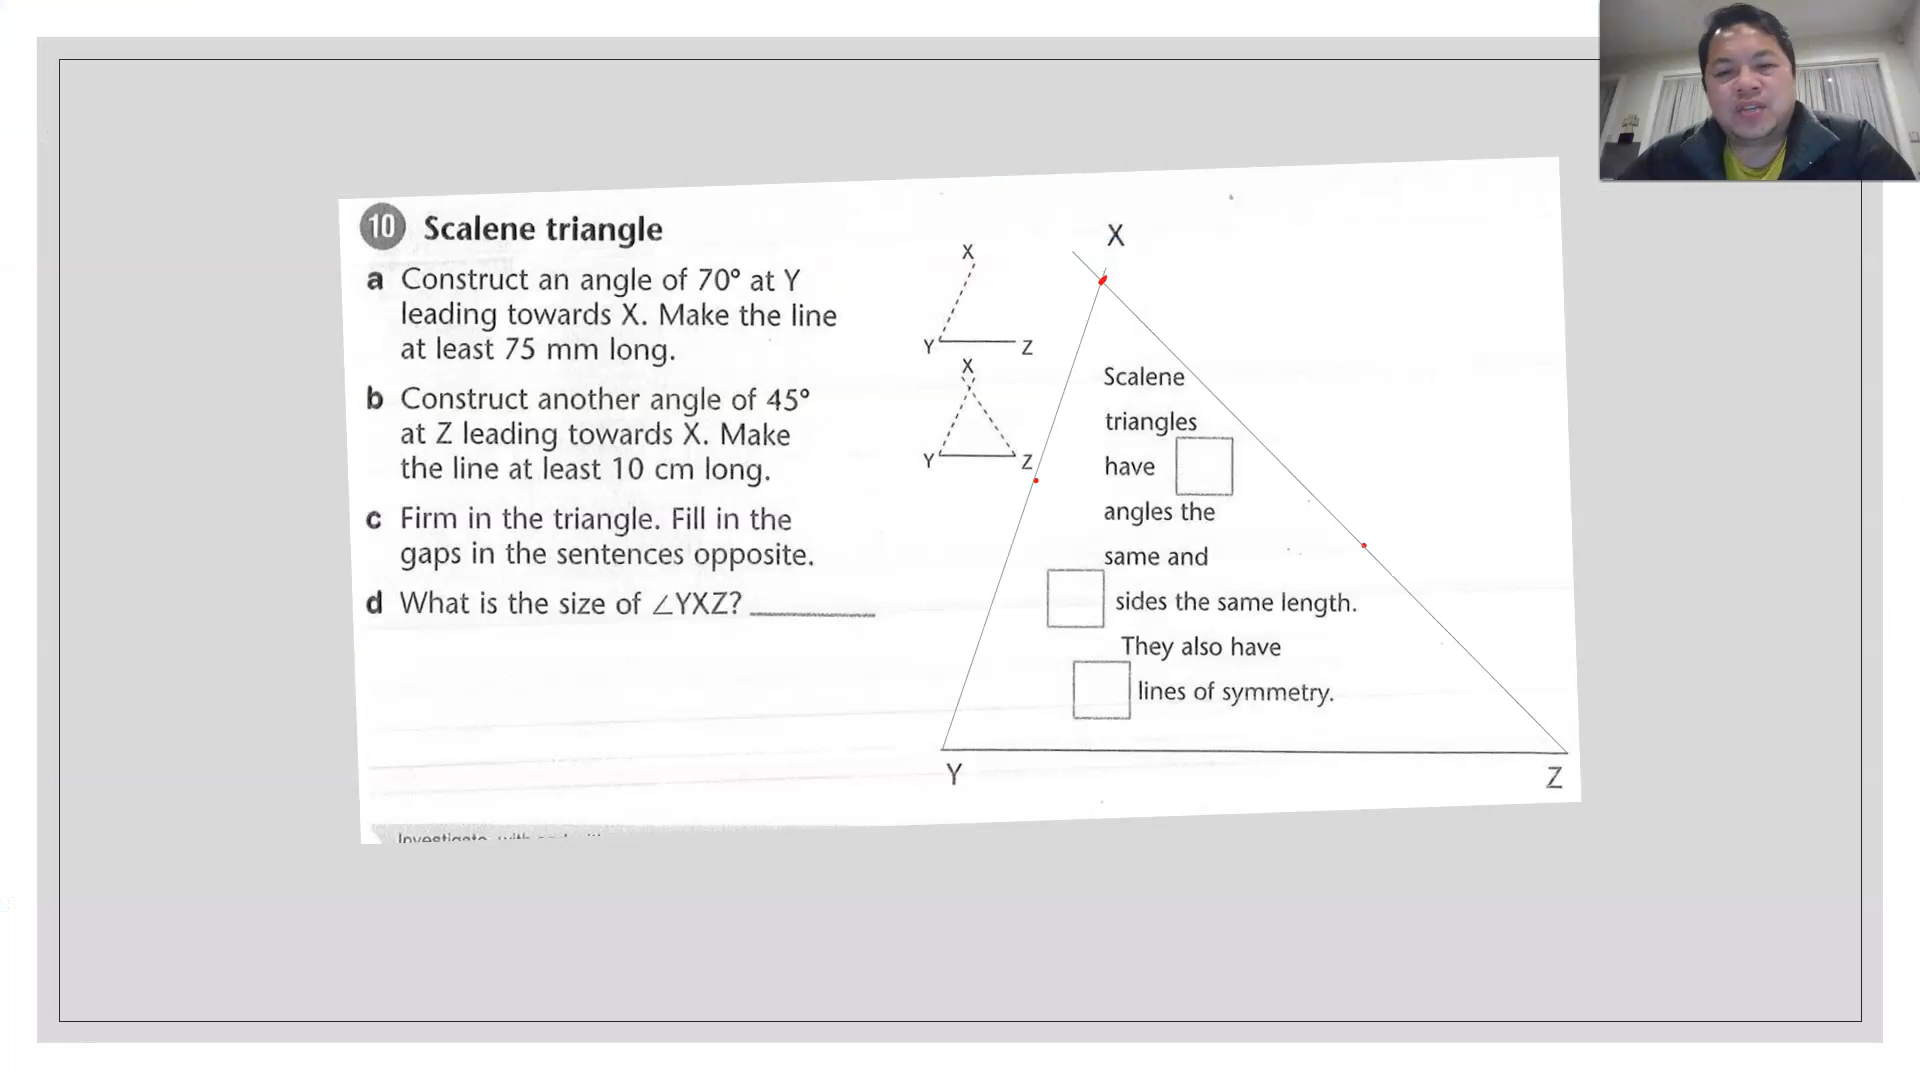 10 Scalene triangle
a Construct an angle of 70° at Y
leading towards X. Make the line
at least 75 mm long.
b Construct another angle of 45°
at Z leading towards X. Make
the line at least 10 cm long.
c Firm in the triangle. Fill in the
gaps in the sentences opposite.
d What is the size of ∠YXZ?
X
Y Z
X
Y Z
X
Scalene
triangles
have
angles the
same and
sides the same length.
They also have
lines of symmetry.
Y Z